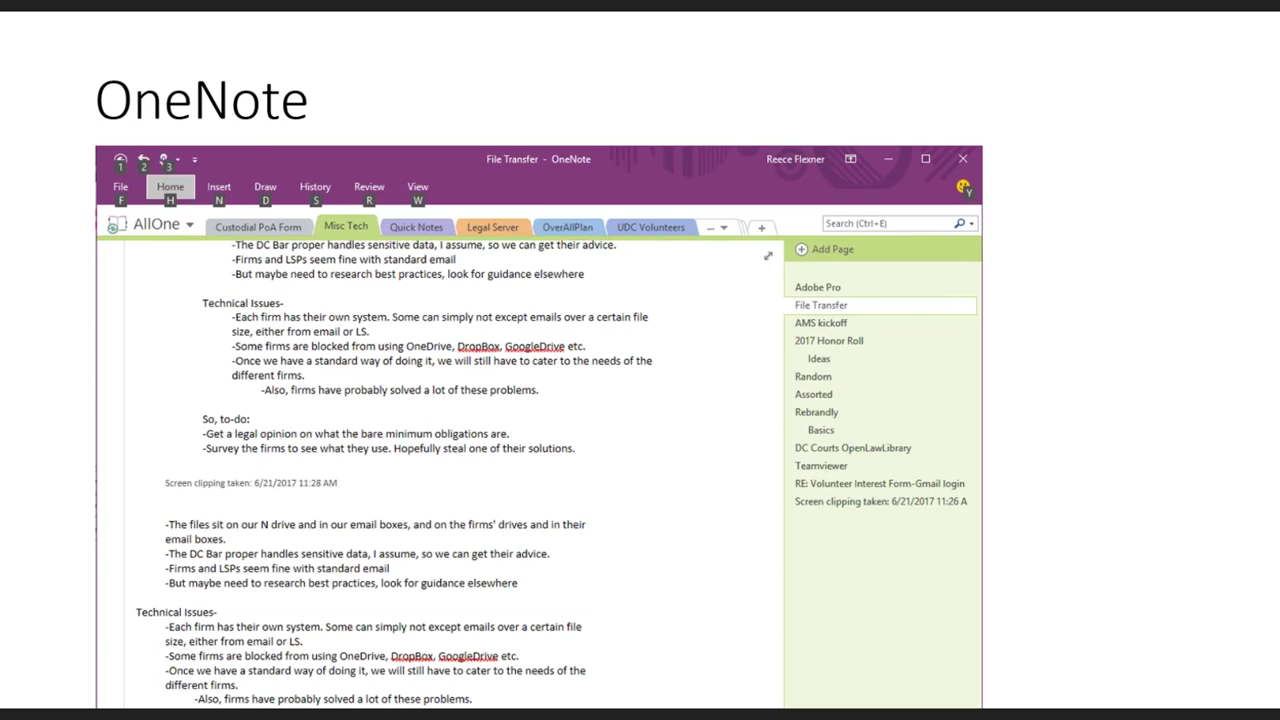 OneNote
1 2 3
File Transfer - OneNote
Reece Flexner
File Home Insert Draw History Review View
F H N D S R W Y
AllOne
Custodial PoA Form Misc Tech Quick Notes Legal Server OverAllPlan UDC Volunteers ... +
Search (Ctrl+E)
-The DC Bar proper handles sensitive data, I assume, so we can get their advice.
-Firms and LSPs seem fine with standard email
-But maybe need to research best practices, look for guidance elsewhere
Technical Issues-
-Each firm has their own system. Some can simply not except emails over a certain file
size, either from email or LS.
-Some firms are blocked from using OneDrive, DropBox, GoogleDrive etc.
-Once we have a standard way of doing it, we will still have to cater to the needs of the
different firms.
-Also, firms have probably solved a lot of these problems.
So, to-do:
-Get a legal opinion on what the bare minimum obligations are.
-Survey the firms to see what they use. Hopefully steal one of their solutions.
Screen clipping taken: 6/21/2017 11:28 AM
-The files sit on our N drive and in our email boxes, and on the firms' drives and in their
email boxes.
-The DC Bar proper handles sensitive data, I assume, so we can get their advice.
-Firms and LSPs seem fine with standard email
-But maybe need to research best practices, look for guidance elsewhere
Technical Issues-
-Each firm has their own system. Some can simply not except emails over a certain file
size, either from email or LS.
-Some firms are blocked from using OneDrive, DropBox, GoogleDrive etc.
-Once we have a standard way of doing it, we will still have to cater to the needs of the
different firms.
-Also, firms have probably solved a lot of these problems.
Add Page
Adobe Pro
File Transfer
AMS kickoff
2017 Honor Roll
Ideas
Random
Assorted
Rebrandly
Basics
DC Courts OpenLawLibrary
Teamviewer
RE: Volunteer Interest Form-Gmail login
Screen clipping taken: 6/21/2017 11:26 A